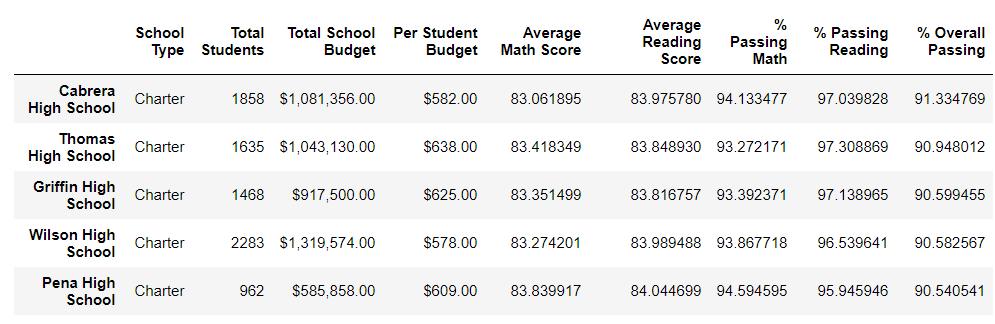 School Type Total Students Total School Budget Per Student Budget Average Math Score Average Reading Score % Passing Math % Passing Reading % Overall Passing
Cabrera High School Charter 1858 $1,081,356.00 $582.00 83.061895 83.975780 94.133477 97.039828 91.334769
Thomas High School Charter 1635 $1,043,130.00 $638.00 83.418349 83.848930 93.272171 97.308869 90.948012
Griffin High School Charter 1468 $917,500.00 $625.00 83.351499 83.816757 93.392371 97.138965 90.599455
Wilson High School Charter 2283 $1,319,574.00 $578.00 83.274201 83.989488 93.867718 96.539641 90.582567
Pena High School Charter 962 $585,858.00 $609.00 83.839917 84.044699 94.594595 95.945946 90.540541